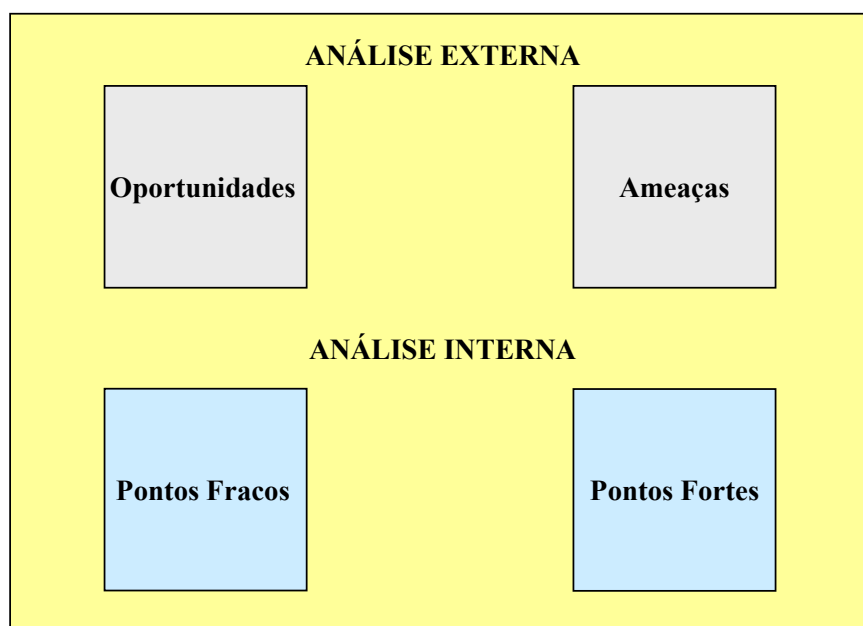 ANÁLISE EXTERNA
Oportunidades
Ameaças
ANÁLISE INTERNA
Pontos Fracos
Pontos Fortes